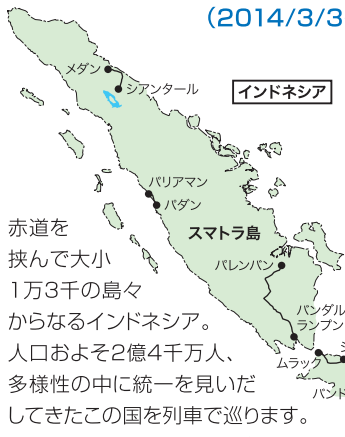 (2014/3/3
メダン
シアンタール
インドネシア
パリアマン
パダン
スマトラ島
パレンバン
バンダル
ランプン
ムラック
バンド
赤道を
挟んで大小
1万3千の島々
からなるインドネシア。
人口およそ2億4千万人、
多様性の中に統一を見いだ
してきたこの国を列車で巡ります。